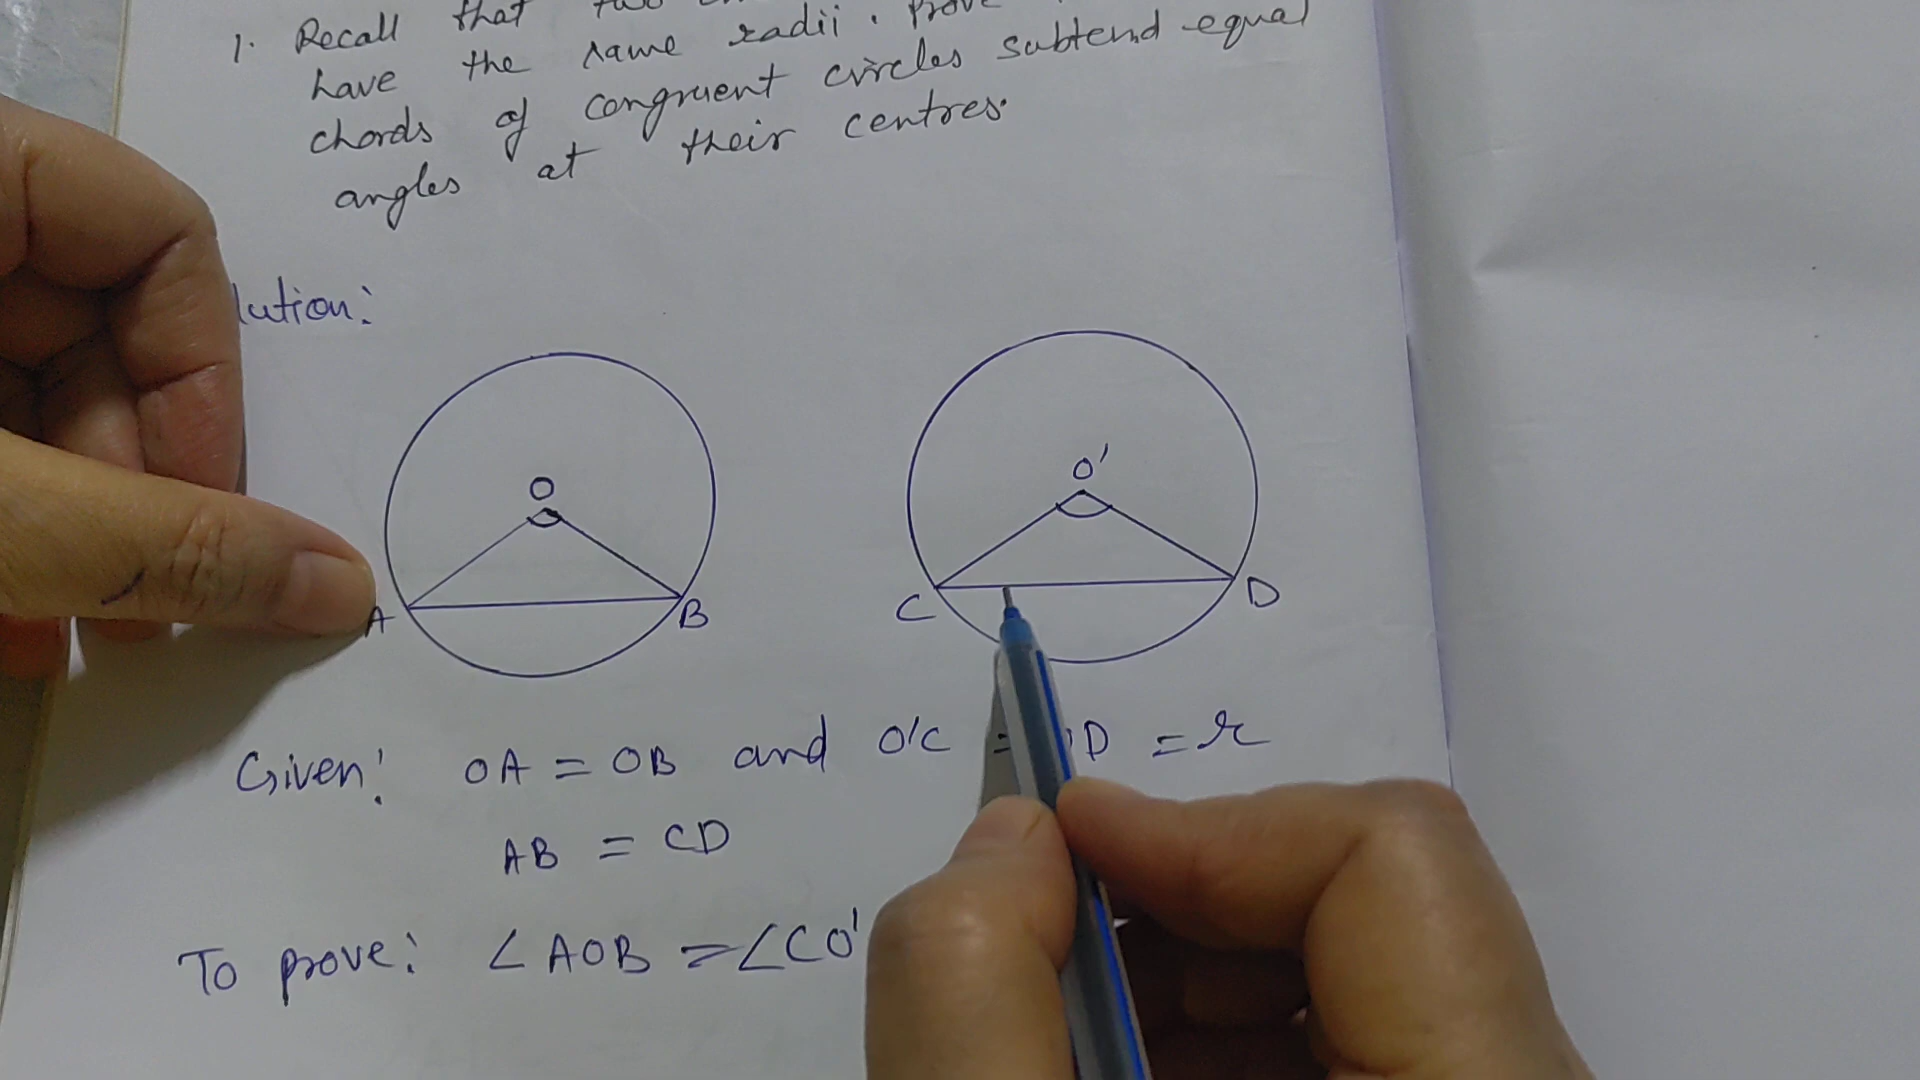 1. Recall that two
have the same radii. Prove
chords of congruent circles subtend equal
angles at their centres.
lution:
O
O'
A
B
C
D
Given: OA = OB and O'C = D = r
AB = CD
To prove: ∠AOB = ∠CO'